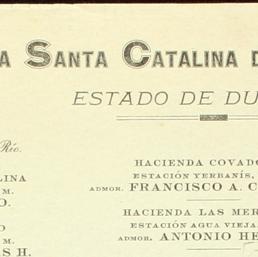 A SANTA CATALINA D
ESTADO DE DU
Río.
HACIENDA COVADO
ESTACIÓN YERBANÍS,
ADMOR. FRANCISCO A. C
LINA
M.
O.
HACIENDA LAS MER
ESTACIÓN AGUA VIEJA
ADMOR. ANTONIO HE
O
M.
S H.